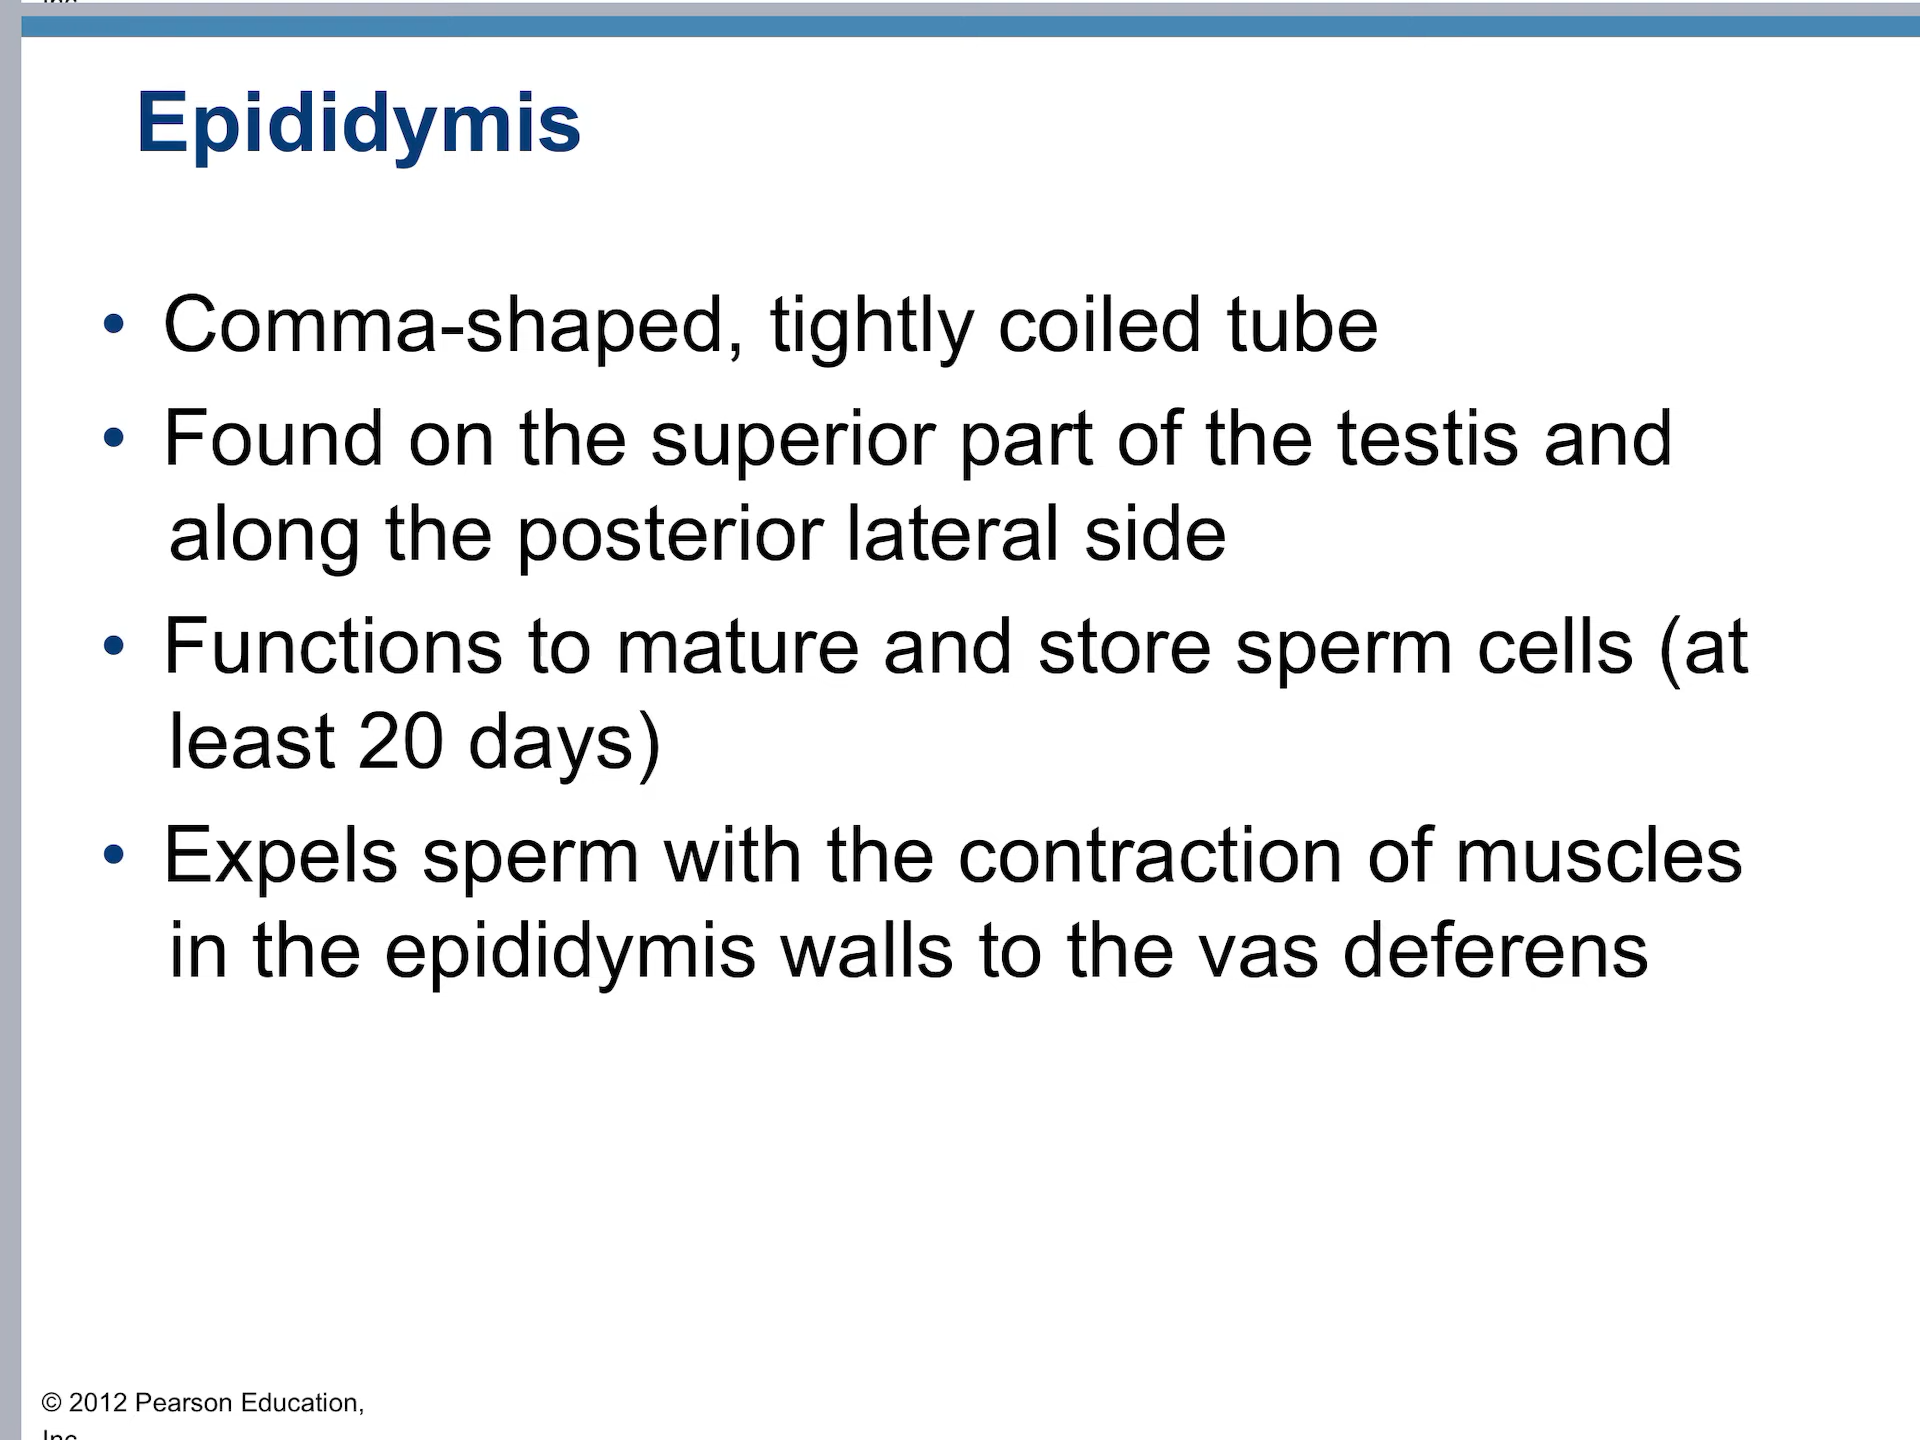 Epididymis
• Comma-shaped, tightly coiled tube
• Found on the superior part of the testis and
along the posterior lateral side
• Functions to mature and store sperm cells (at
least 20 days)
• Expels sperm with the contraction of muscles
in the epididymis walls to the vas deferens
© 2012 Pearson Education,